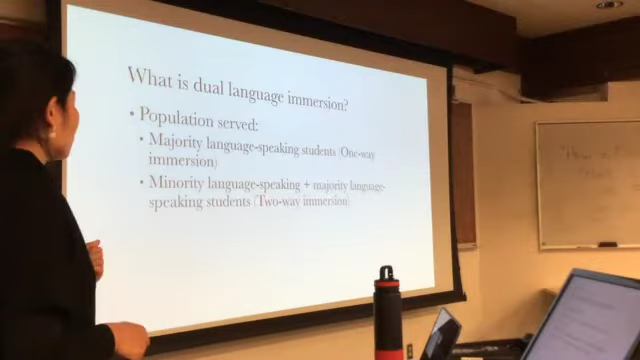 What is dual language immersion?
• Population served:
• Majority language-speaking students (One-way
immersion)
• Minority language-speaking + majority language-
speaking students (Two-way immersion)